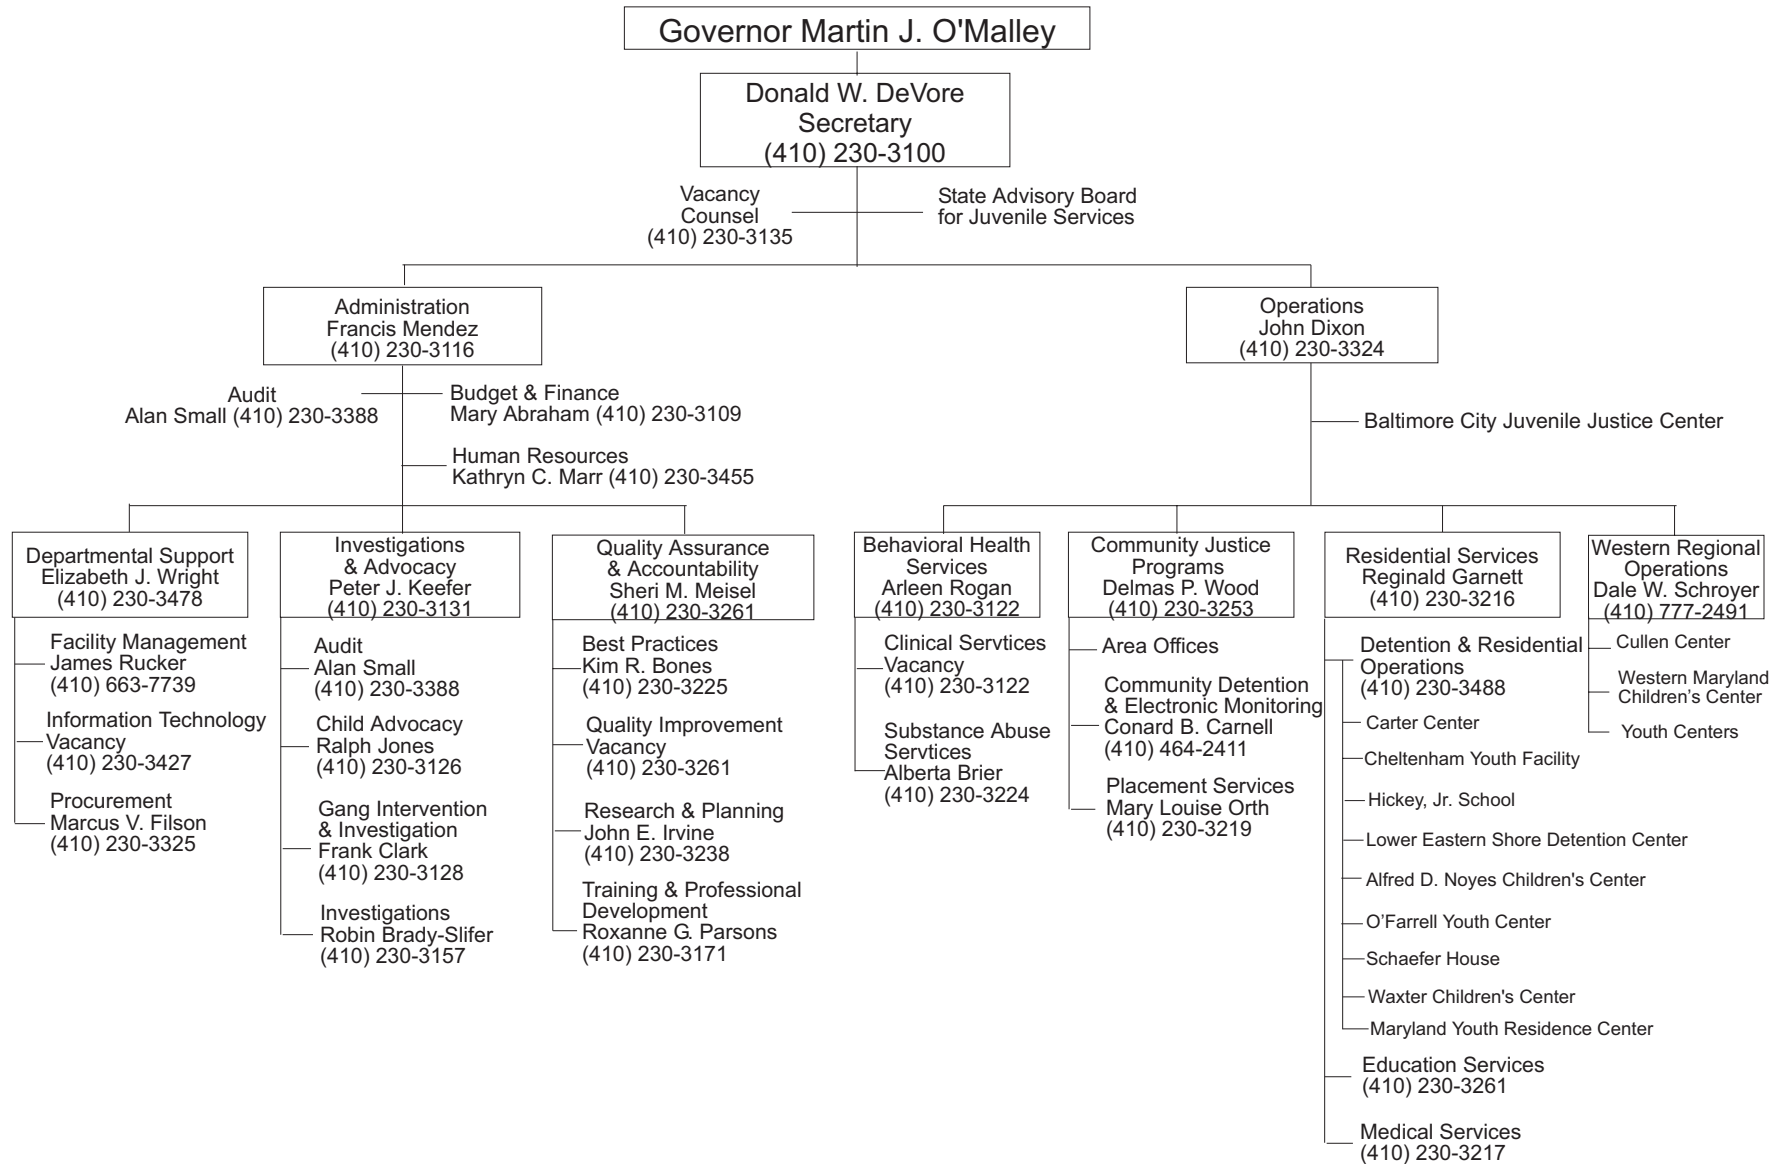 Governor Martin J. O'Malley
Donald W. DeVore
Secretary
(410) 230-3100
Vacancy
Counsel
(410) 230-3135
State Advisory Board
for Juvenile Services
Administration
Francis Mendez
(410) 230-3116
Operations
John Dixon
(410) 230-3324
Audit
Alan Small (410) 230-3388
Budget & Finance
Mary Abraham (410) 230-3109
Human Resources
Kathryn C. Marr (410) 230-3455
Baltimore City Juvenile Justice Center
Departmental Support
Elizabeth J. Wright
(410) 230-3478
Facility Management
James Rucker
(410) 663-7739
Information Technology
Vacancy
(410) 230-3427
Procurement
Marcus V. Filson
(410) 230-3325
Investigations
& Advocacy
Peter J. Keefer
(410) 230-3131
Audit
Alan Small
(410) 230-3388
Child Advocacy
Ralph Jones
(410) 230-3126
Gang Intervention
& Investigation
Frank Clark
(410) 230-3128
Investigations
Robin Brady-Slifer
(410) 230-3157
Quality Assurance
& Accountability
Sheri M. Meisel
(410) 230-3261
Best Practices
Kim R. Bones
(410) 230-3225
Quality Improvement
Vacancy
(410) 230-3261
Research & Planning
John E. Irvine
(410) 230-3238
Training & Professional
Development
Roxanne G. Parsons
(410) 230-3171
Behavioral Health
Services
Arleen Rogan
(410) 230-3122
Clinical Servtices
Vacancy
(410) 230-3122
Substance Abuse
Servtices
Alberta Brier
(410) 230-3224
Community Justice
Programs
Delmas P. Wood
(410) 230-3253
Area Offices
Community Detention
& Electronic Monitoring
Conard B. Carnell
(410) 464-2411
Placement Services
Mary Louise Orth
(410) 230-3219
Residential Services
Reginald Garnett
(410) 230-3216
Detention & Residential
Operations
(410) 230-3488
Carter Center
Cheltenham Youth Facility
Hickey, Jr. School
Lower Eastern Shore Detention Center
Alfred D. Noyes Children's Center
O’Farrell Youth Center
Schaefer House
Waxter Children's Center
Maryland Youth Residence Center
Education Services
(410) 230-3261
Medical Services
(410) 230-3217
Western Regional
Operations
Dale W. Schroyer
(410) 777-2491
Cullen Center
Western Maryland
Children’s Center
Youth Centers